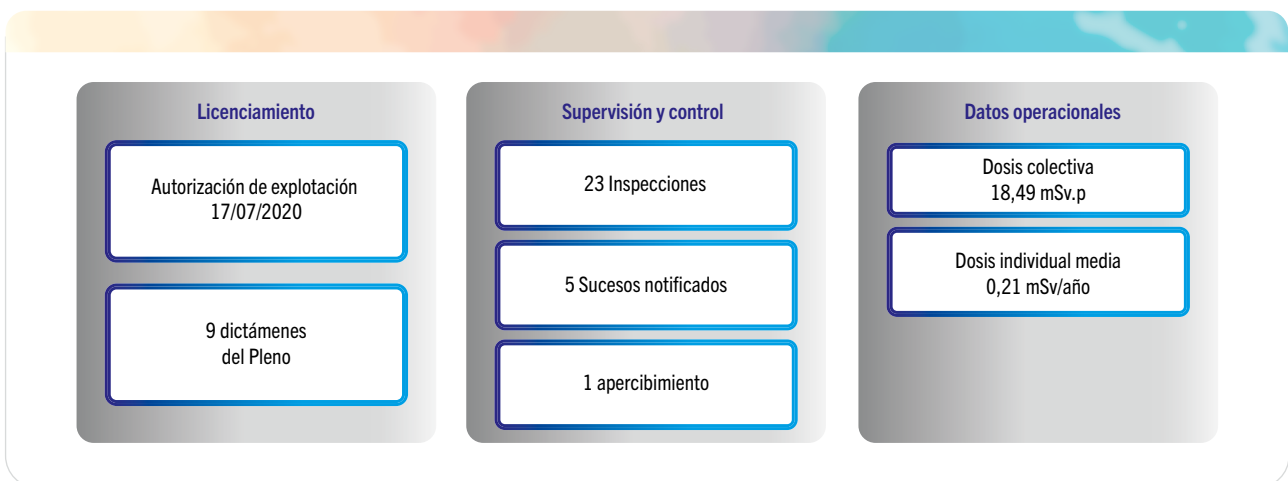 Licenciamiento
Autorización de explotación
17/07/2020
9 dictámenes
del Pleno
Supervisión y control
23 Inspecciones
5 Sucesos notificados
1 apercibimiento
Datos operacionales
Dosis colectiva
18,49 mSv.p
Dosis individual media
0,21 mSv/año